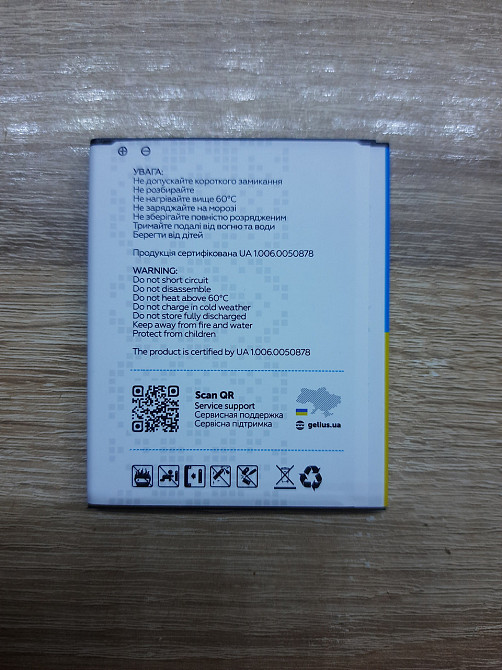 УВАГА:
Не допускайте короткого замикання
Не розбирайте
Не нагрівайте вище 60°C
Не заряджайте на морозі
Не зберігайте повністю розрядженим
Тримайте подалі від вогню та води
Берегти від дітей
Продукція сертифікована UA 1.006.0050878
WARNING:
Do not short circuit
Do not disassemble
Do not heat above 60°C
Do not charge in cold weather
Do not store fully discharged
Keep away from fire and water
Protect from children
The product is certified by UA 1.006.0050878
Scan QR
Service support
Сервисная поддержка
Сервісна підтримка
gelius.ua